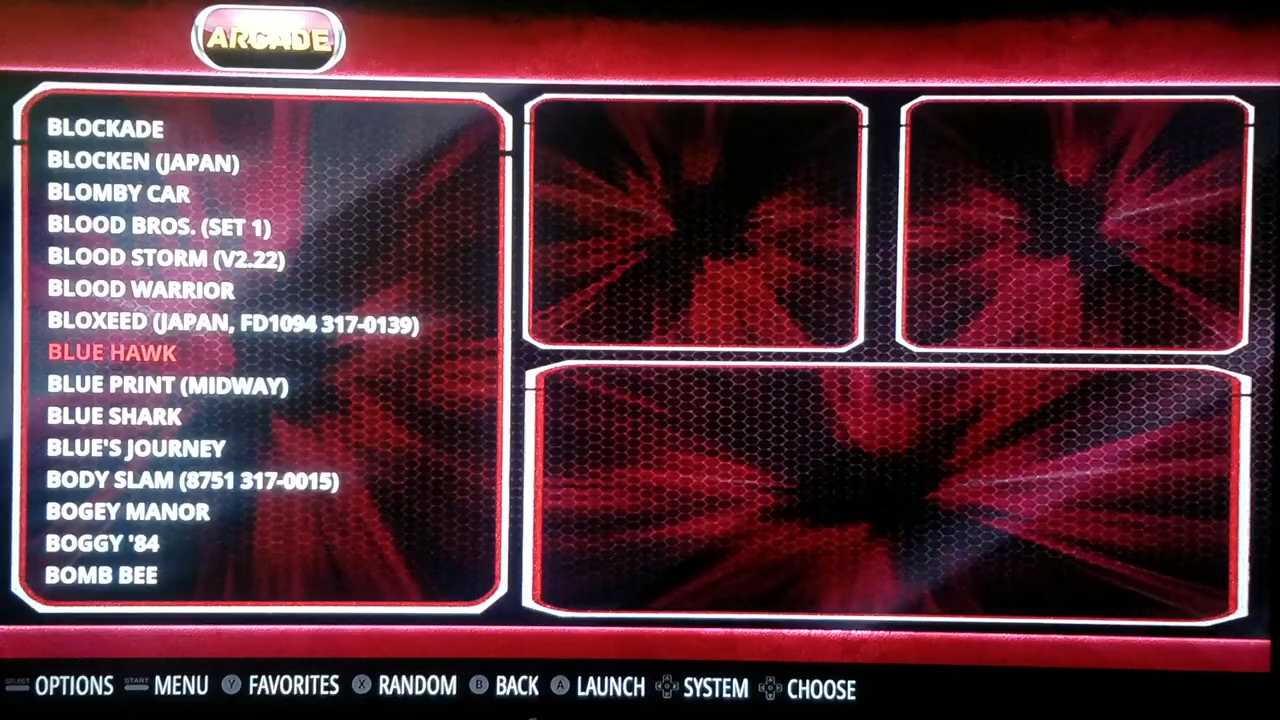 ARCADE
BLOCKADE
BLOCKEN (JAPAN)
BLOMBY CAR
BLOOD BROS. (SET 1)
BLOOD STORM (V2.22)
BLOOD WARRIOR
BLOXEED (JAPAN, FD1094 317-0139)
BLUE HAWK
BLUE PRINT (MIDWAY)
BLUE SHARK
BLUE'S JOURNEY
BODY SLAM (8751 317-0015)
BOGEY MANOR
BOGGY '84
BOMB BEE
SELECT OPTIONS START MENU Y FAVORITES X RANDOM B BACK A LAUNCH SYSTEM CHOOSE